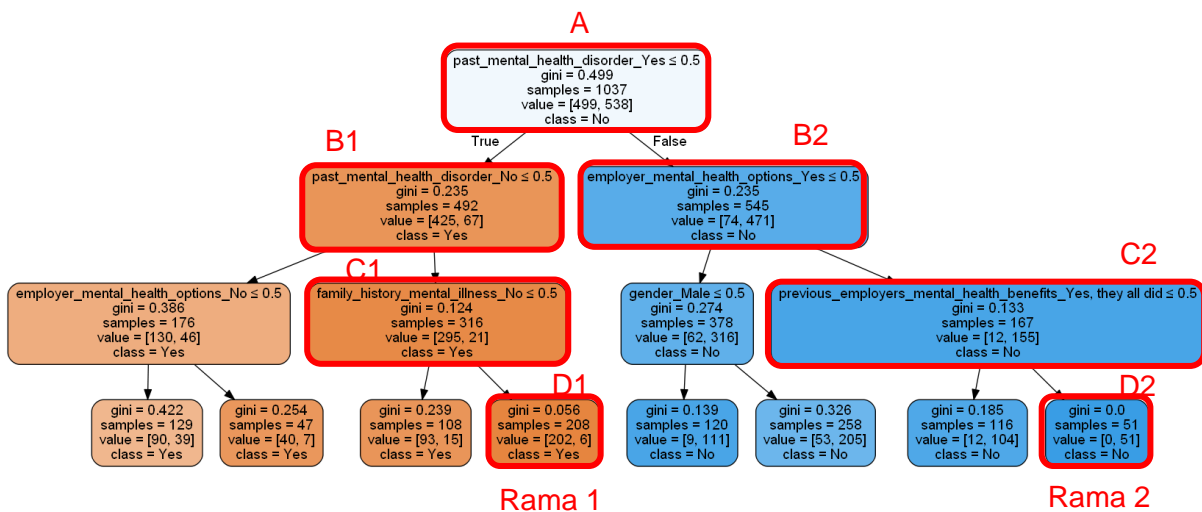 A
past_mental_health_disorder_Yes ≤ 0.5
gini = 0.499
samples = 1037
value = [499, 538]
class = No
True
False
B1
past_mental_health_disorder_No ≤ 0.5
gini = 0.235
samples = 492
value = [425, 67]
class = Yes
B2
employer_mental_health_options_Yes ≤ 0.5
gini = 0.235
samples = 545
value = [74, 471]
class = No
employer_mental_health_options_No ≤ 0.5
gini = 0.386
samples = 176
value = [130, 46]
class = Yes
C1
family_history_mental_illness_No ≤ 0.5
gini = 0.124
samples = 316
value = [295, 21]
class = Yes
gender_Male ≤ 0.5
gini = 0.274
samples = 378
value = [62, 316]
class = No
C2
previous_employers_mental_health_benefits_Yes, they all did ≤ 0.5
gini = 0.133
samples = 167
value = [12, 155]
class = No
gini = 0.422
samples = 129
value = [90, 39]
class = Yes
gini = 0.254
samples = 47
value = [40, 7]
class = Yes
gini = 0.239
samples = 108
value = [93, 15]
class = Yes
D1
gini = 0.056
samples = 208
value = [202, 6]
class = Yes
gini = 0.139
samples = 120
value = [9, 111]
class = No
gini = 0.326
samples = 258
value = [53, 205]
class = No
gini = 0.185
samples = 116
value = [12, 104]
class = No
D2
gini = 0.0
samples = 51
value = [0, 51]
class = No
Rama 1
Rama 2